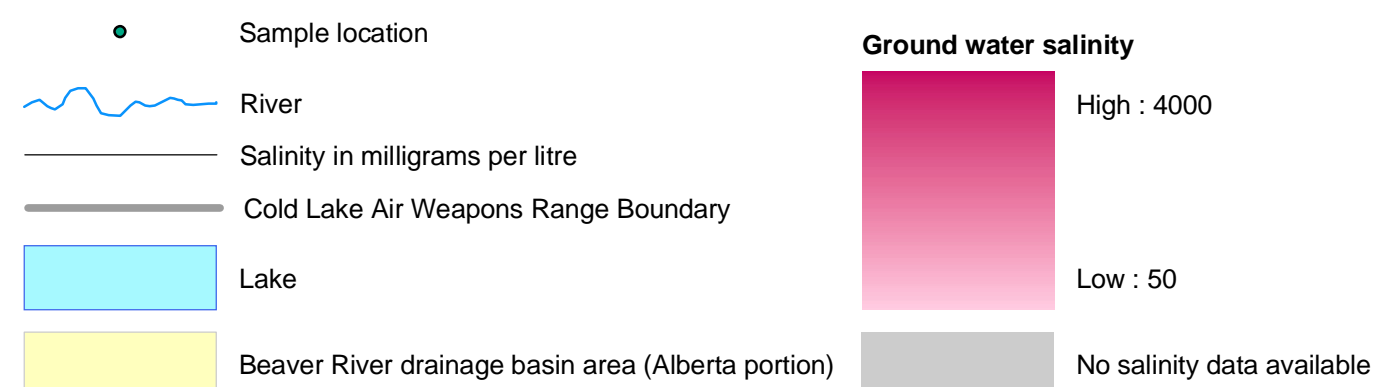 Sample location
River
Salinity in milligrams per litre
Cold Lake Air Weapons Range Boundary
Lake
Beaver River drainage basin area (Alberta portion)
Ground water salinity
High : 4000
Low : 50
No salinity data available